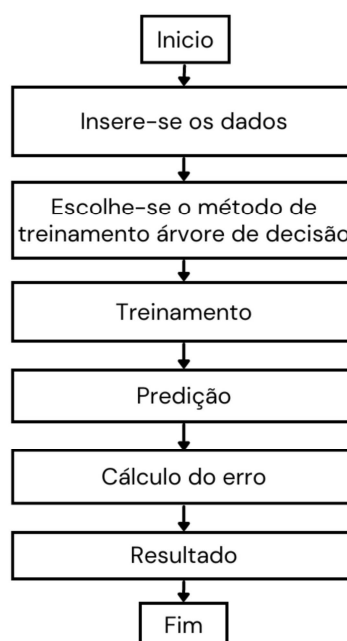 Inicio
Insere-se os dados
Escolhe-se o método de
treinamento árvore de decisão
Treinamento
Predição
Cálculo do erro
Resultado
Fim